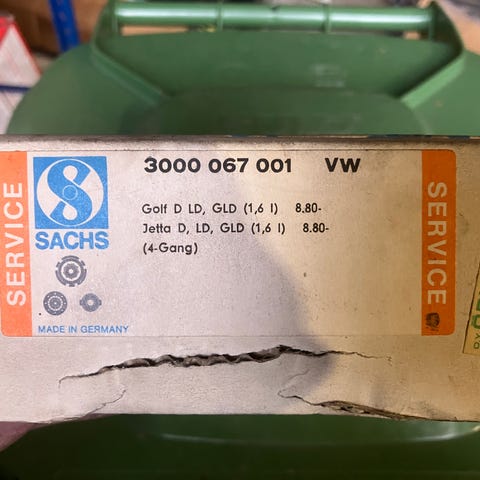 3000 067 001 VW
SERVICE
SACHS
Golf D LD, GLD (1,6 l) 8.80-
Jetta D, LD, GLD (1,6 l) 8.80-
(4-Gang)
MADE IN GERMANY
SERVICE